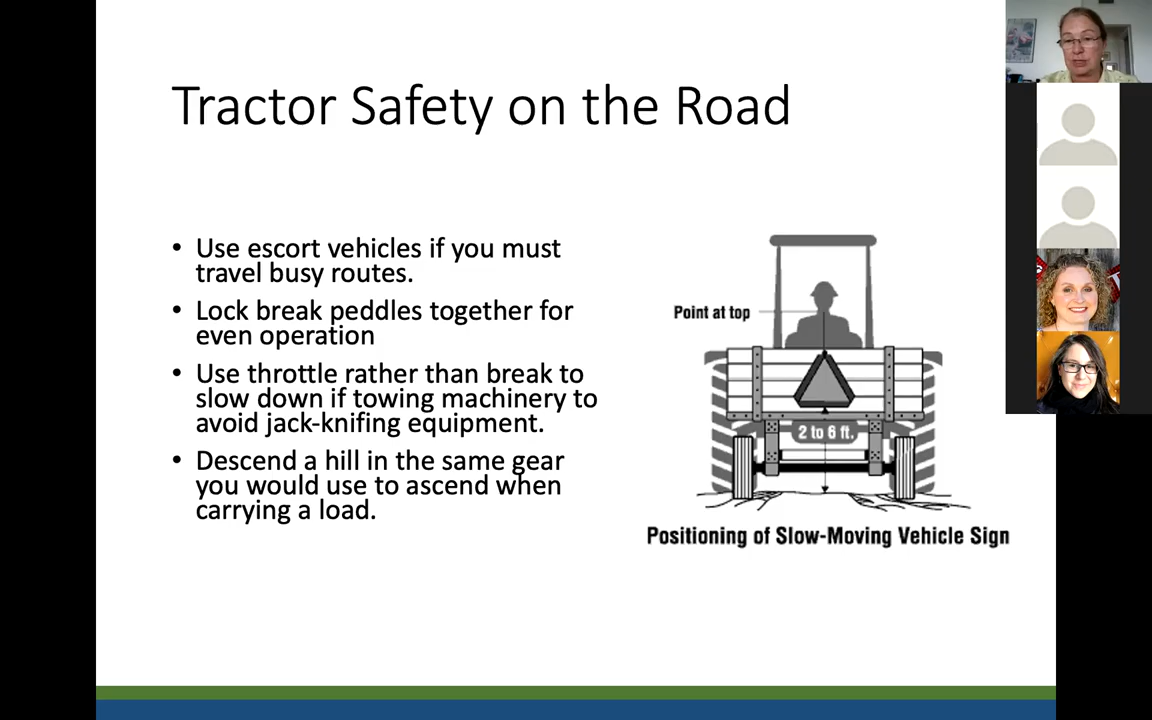 Tractor Safety on the Road
• Use escort vehicles if you must
travel busy routes.
• Lock break peddles together for
even operation
• Use throttle rather than break to
slow down if towing machinery to
avoid jack-knifing equipment.
• Descend a hill in the same gear
you would use to ascend when
carrying a load.
Point at top
2 to 6 ft.
Positioning of Slow-Moving Vehicle Sign